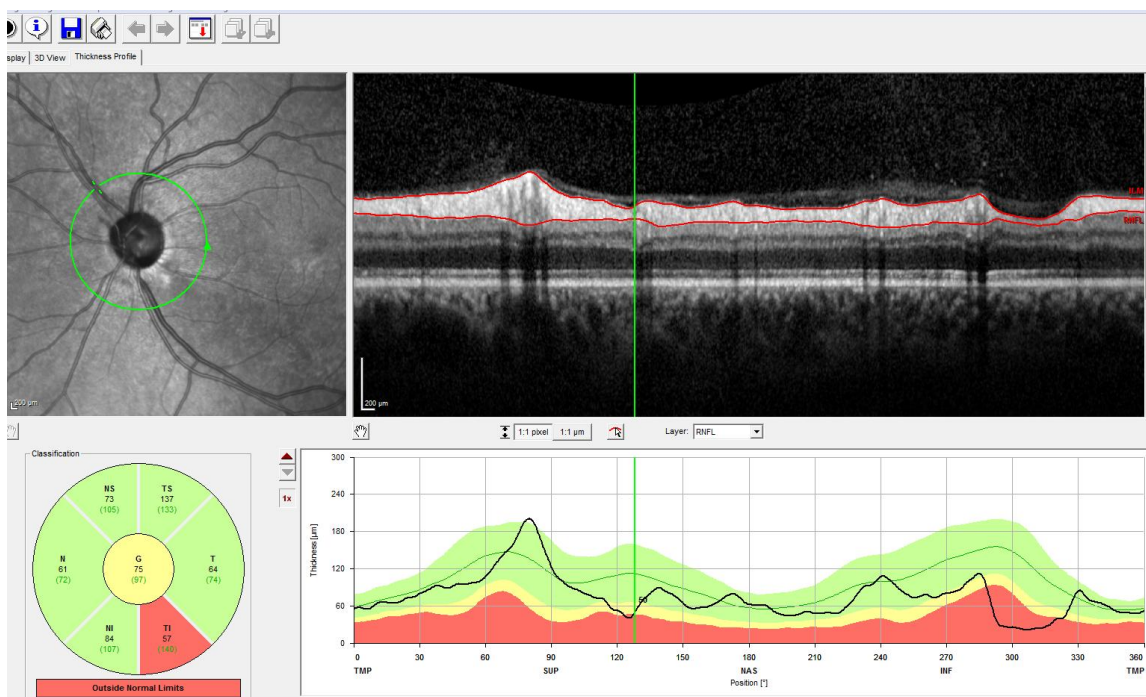 Display 3D View Thickness Profile
ILM
RNFL
200 µm
200 µm
1:1 pixel 1:1 µm Layer: RNFL
Classification
NS
73
(105)
TS
137
(133)
N
61
(72)
G
75
(97)
T
64
(74)
NI
84
(107)
TI
57
(140)
Outside Normal Limits
1x
Thickness [µm]
300
240
180
120
60
0
50
0 30 60 90 120 150 180 210 240 270 300 330 360
TMP SUP NAS INF TMP
Position [°]